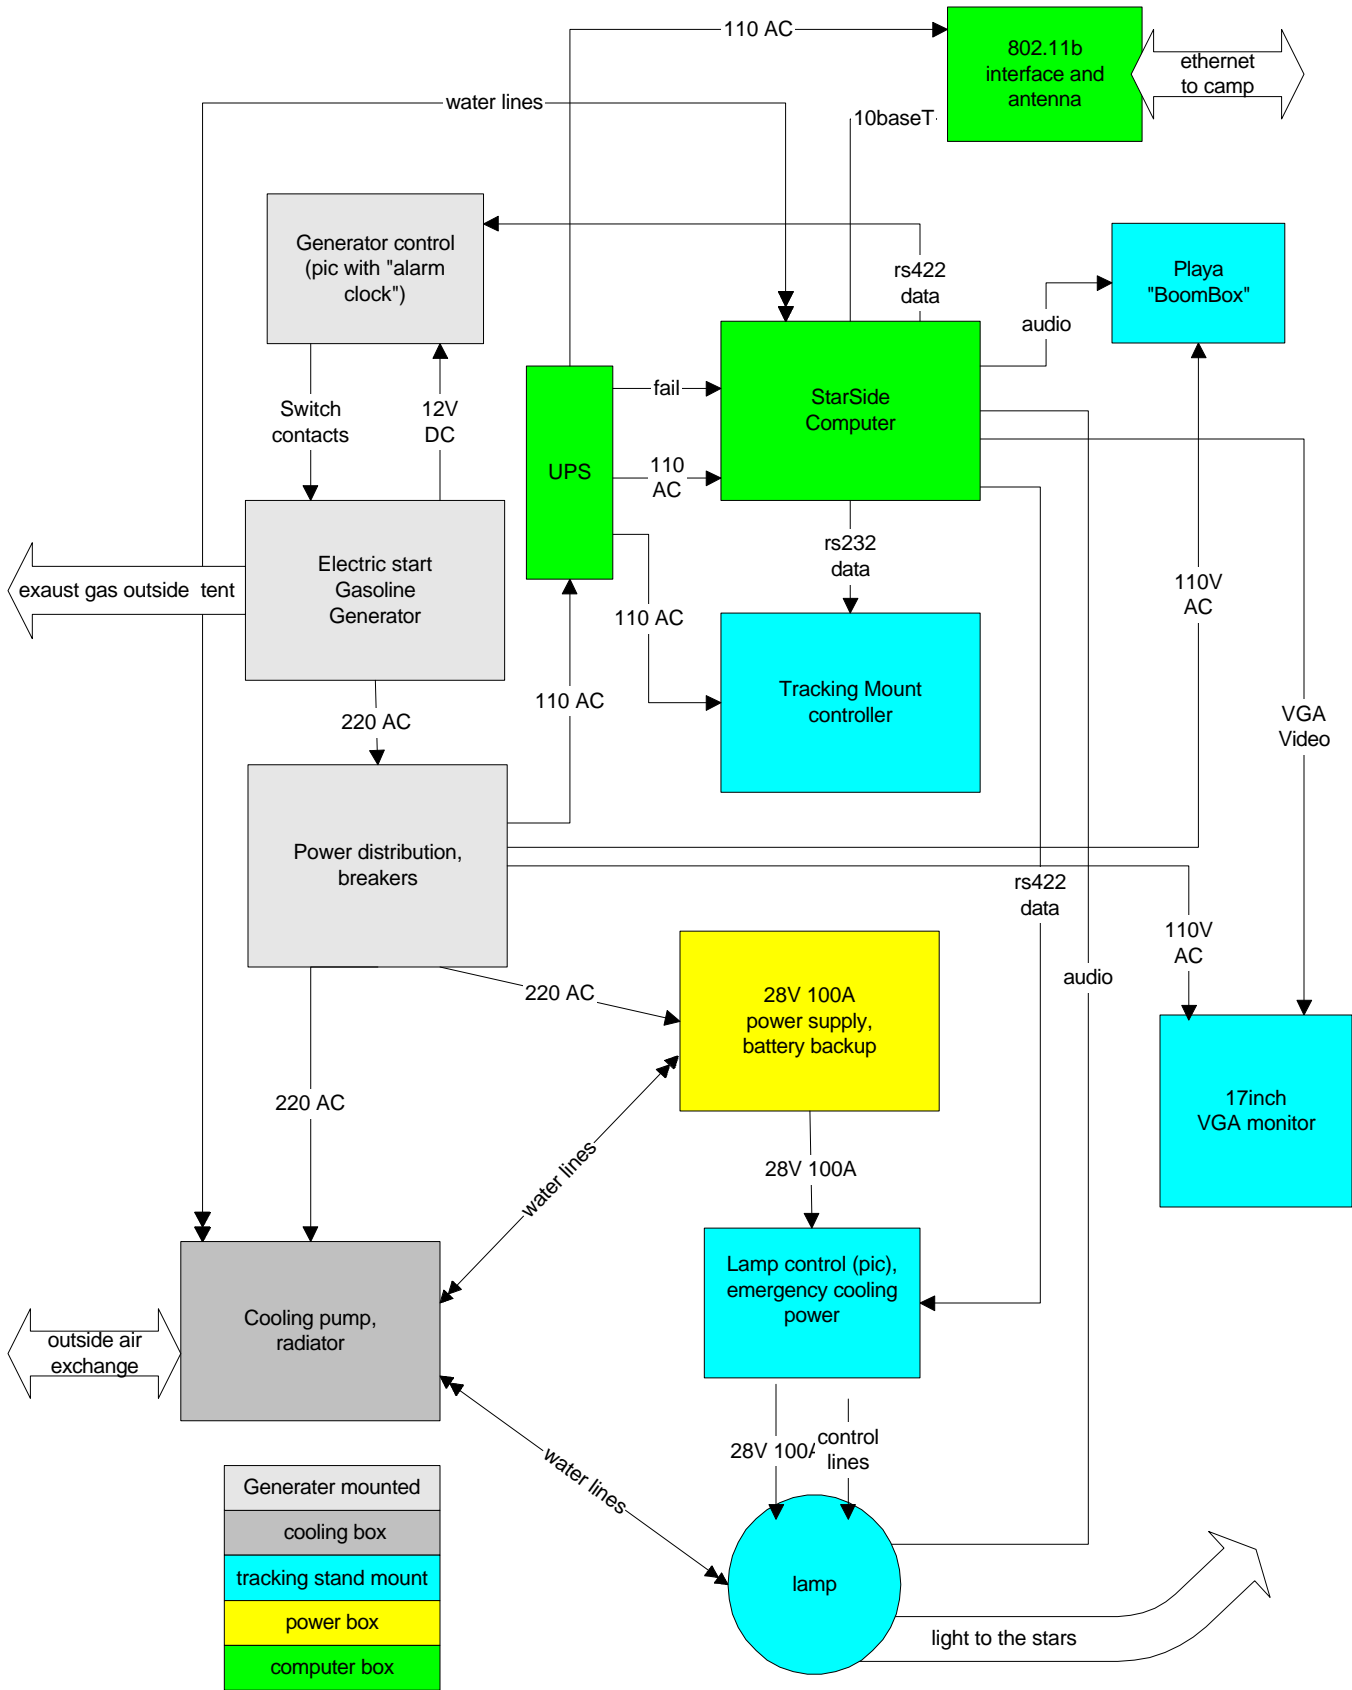 110 AC
802.11b
interface and
antenna
ethernet
to camp
water lines
10baseT
Generator control
(pic with "alarm
clock")
rs422
data
Playa
"BoomBox"
audio
Switch
contacts
12V
DC
fail
StarSide
Computer
UPS
110
AC
Electric start
Gasoline
Generator
exaust gas outside  tent
rs232
data
110V
AC
110 AC
110 AC
Tracking Mount
controller
220 AC
VGA
Video
Power distribution,
breakers
rs422
data
110V
AC
audio
220 AC
28V 100A
power supply,
battery backup
220 AC
17inch
VGA monitor
water lines
28V 100A
Lamp control (pic),
emergency cooling
power
Cooling pump,
radiator
outside air
exchange
28V 100A
control
lines
water lines
Generater mounted
cooling box
tracking stand mount
power box
computer box
lamp
light to the stars